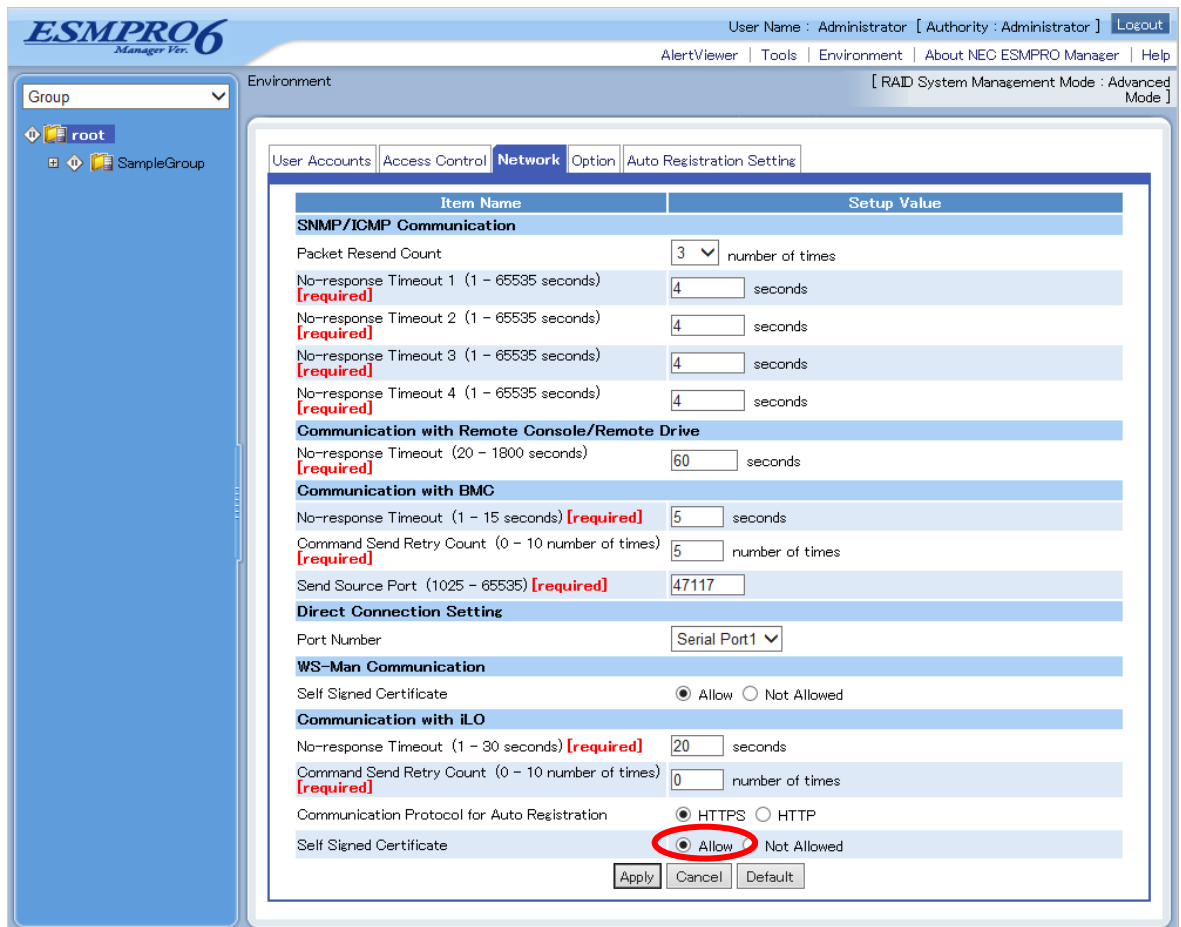 ESMPRO6
Manager Ver.
User Name : Administrator [ Authority : Administrator ] Logout
AlertViewer | Tools | Environment | About NEC ESMPRO Manager | Help
Group
Environment
[ RAID System Management Mode : Advanced
Mode ]
root
SampleGroup
User Accounts Access Control Network Option Auto Registration Setting
Item Name Setup Value
SNMP/ICMP Communication
Packet Resend Count 3 number of times
No-response Timeout 1 (1 - 65535 seconds)
[required] 4 seconds
No-response Timeout 2 (1 - 65535 seconds)
[required] 4 seconds
No-response Timeout 3 (1 - 65535 seconds)
[required] 4 seconds
No-response Timeout 4 (1 - 65535 seconds)
[required] 4 seconds
Communication with Remote Console/Remote Drive
No-response Timeout (20 - 1800 seconds)
[required] 60 seconds
Communication with BMC
No-response Timeout (1 - 15 seconds) [required] 5 seconds
Command Send Retry Count (0 - 10 number of times)
[required] 5 number of times
Send Source Port (1025 - 65535) [required] 47117
Direct Connection Setting
Port Number Serial Port1
WS-Man Communication
Self Signed Certificate Allow Not Allowed
Communication with iLO
No-response Timeout (1 - 30 seconds) [required] 20 seconds
Command Send Retry Count (0 - 10 number of times)
[required] 0 number of times
Communication Protocol for Auto Registration HTTPS HTTP
Self Signed Certificate Allow Not Allowed
Apply Cancel Default